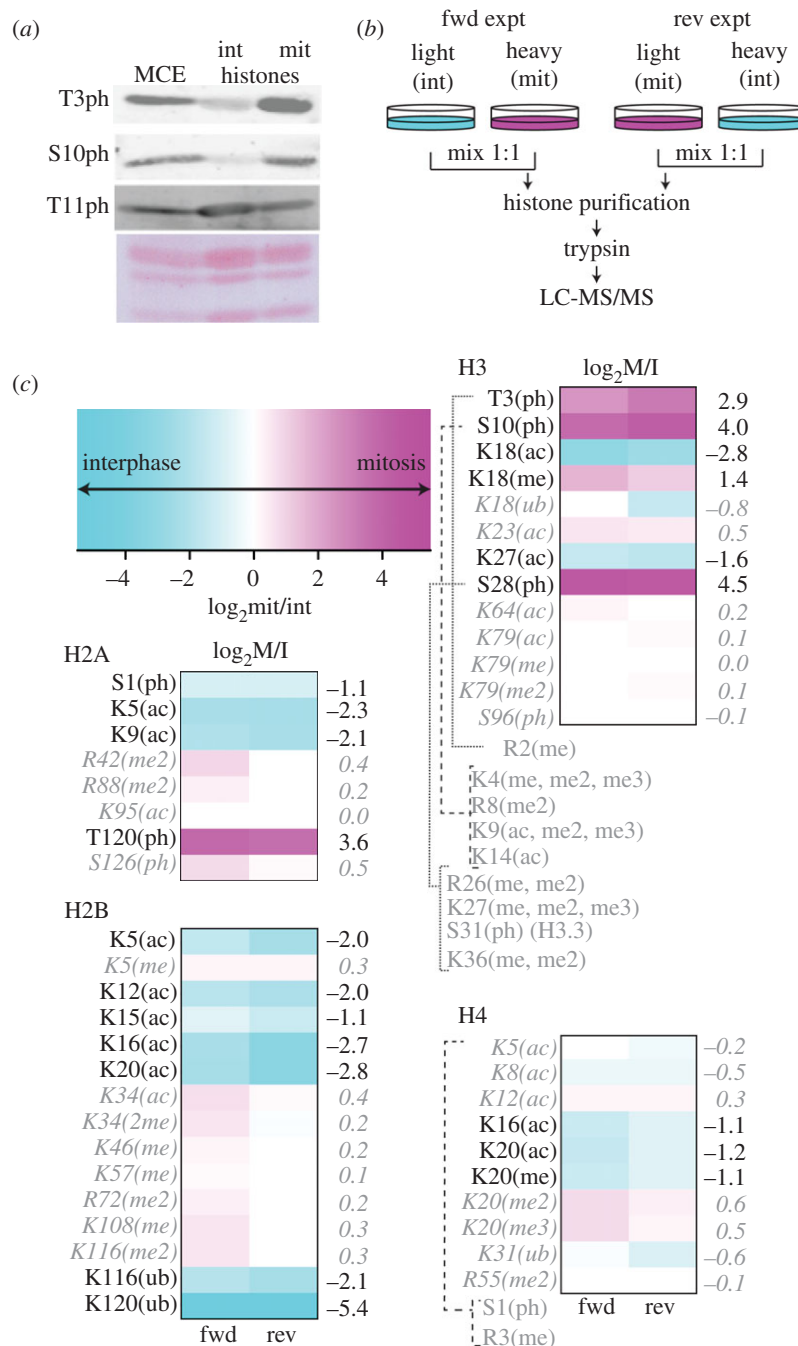 (a)
int mit
MCE histones
T3ph
S10ph
T11ph
(b)
fwd expt rev expt
light heavy light heavy
(int) (mit) (mit) (int)
mix 1:1 mix 1:1
histone purification
trypsin
LC-MS/MS
(c)
interphase mitosis
–4 –2 0 2 4
log2mit/int
H2A log2M/I
S1(ph) –1.1
K5(ac) –2.3
K9(ac) –2.1
R42(me2) 0.4
R88(me2) 0.2
K95(ac) 0.0
T120(ph) 3.6
S126(ph) 0.5
H2B
K5(ac) –2.0
K5(me) 0.3
K12(ac) –2.0
K15(ac) –1.1
K16(ac) –2.7
K20(ac) –2.8
K34(ac) 0.4
K34(2me) 0.2
K46(me) 0.2
K57(me) 0.1
R72(me2) 0.2
K108(me) 0.3
K116(me2) 0.3
K116(ub) –2.1
K120(ub) –5.4
fwd rev
H3 log2M/I
T3(ph) 2.9
S10(ph) 4.0
K18(ac) –2.8
K18(me) 1.4
K18(ub) –0.8
K23(ac) 0.5
K27(ac) –1.6
S28(ph) 4.5
K64(ac) 0.2
K79(ac) 0.1
K79(me) 0.0
K79(me2) 0.1
S96(ph) –0.1
R2(me)
K4(me, me2, me3)
R8(me2)
K9(ac, me2, me3)
K14(ac)
R26(me, me2)
K27(me, me2, me3)
S31(ph) (H3.3)
K36(me, me2)
H4
K5(ac) –0.2
K8(ac) –0.5
K12(ac) 0.3
K16(ac) –1.1
K20(ac) –1.2
K20(me) –1.1
K20(me2) 0.6
K20(me3) 0.5
K31(ub) –0.6
R55(me2) –0.1
S1(ph) fwd rev
R3(me)